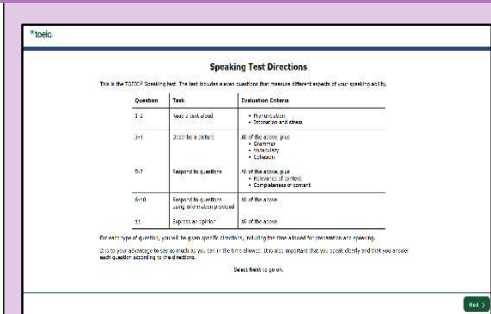 toeic.
Speaking Test Directions
This is the TOEIC® Speaking test. The test includes eleven questions that measure different aspects of your speaking ability.
Question Task Evaluation Criteria
1-2 Read a text aloud • Pronunciation
• Intonation and stress
3-4 Describe a picture All of the above, plus
• Grammar
• Vocabulary
• Cohesion
5-7 Respond to questions All of the above, plus
• Relevance of content
• Completeness of content
8-10 Respond to questions All of the above
using information provided
11 Express an opinion All of the above
For each type of question, you will be given specific directions, including the time allowed for preparation and speaking.
It is to your advantage to say as much as you can in the time allowed. It is also important that you speak clearly and that you answer
each question according to the directions.
Select Next to go on.
Next >